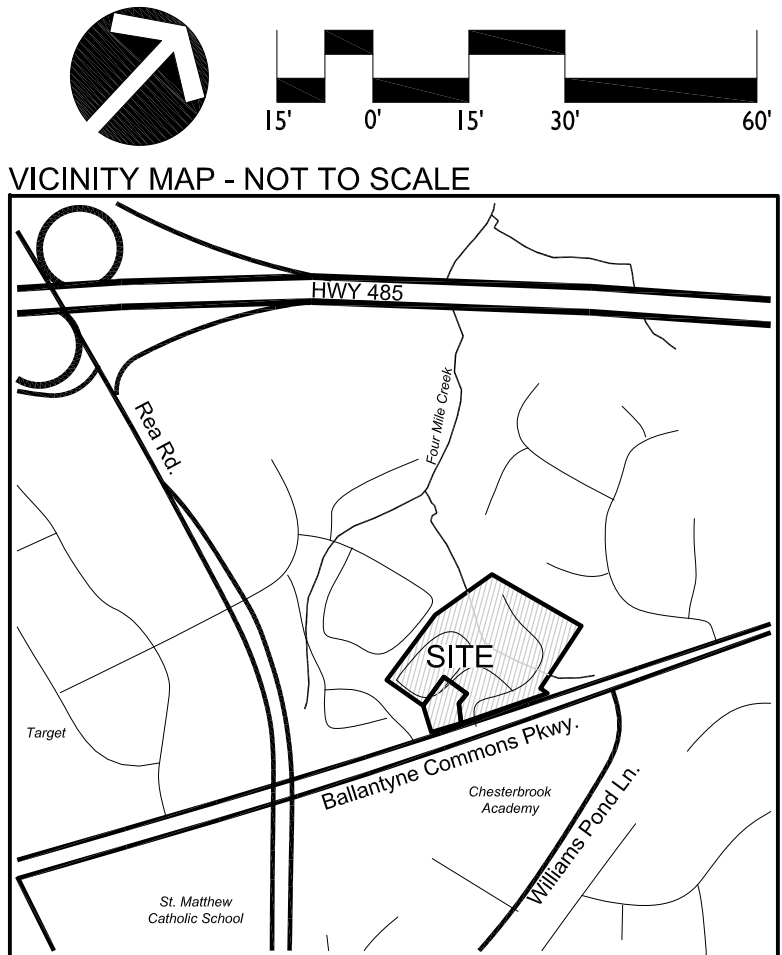 15' 0' 15' 30' 60'
VICINITY MAP - NOT TO SCALE
HWY 485
Four Mile Creek
Rea Rd.
SITE
Target
Ballantyne Commons Pkwy.
Chesterbrook
Academy
Williams Pond Ln.
St. Matthew
Catholic School